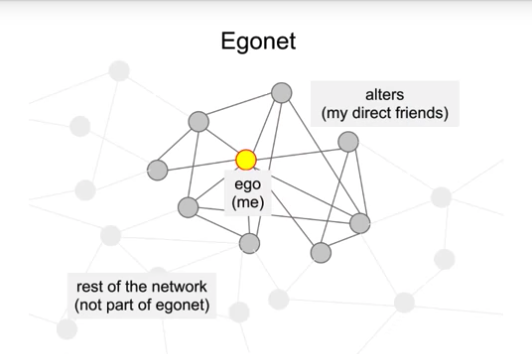 Egonet
alters
(my direct friends)
ego
(me)
rest of the network
(not part of egonet)